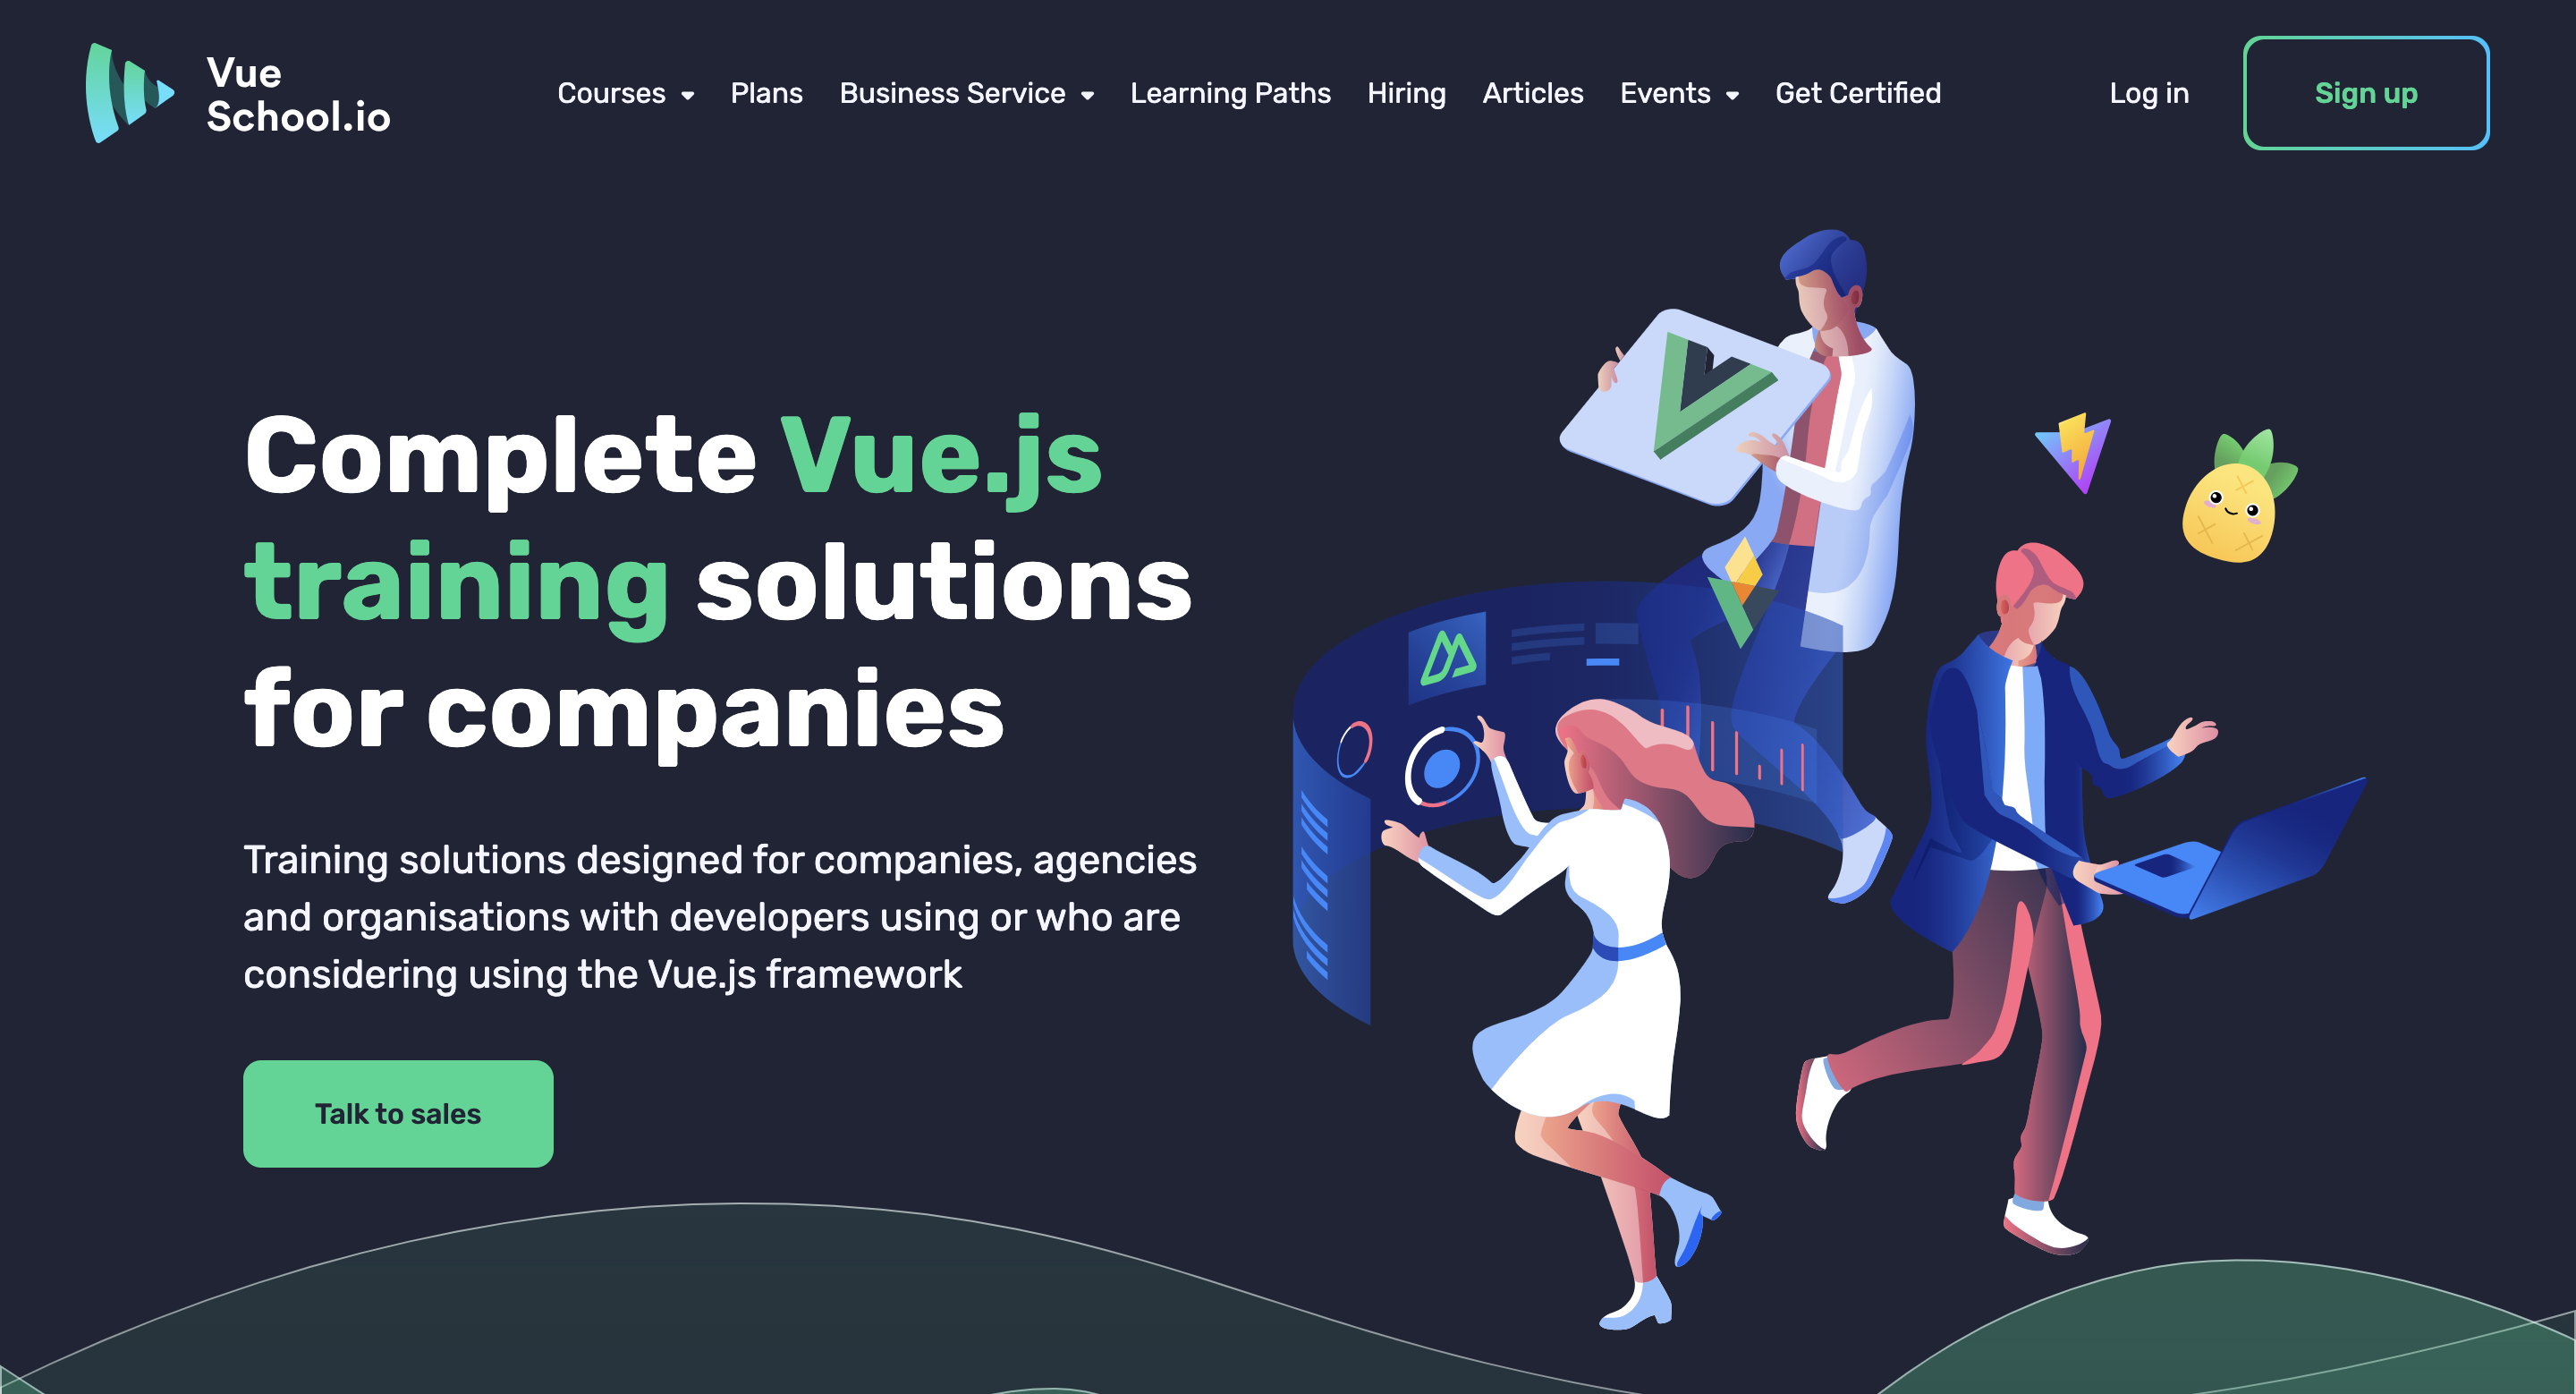 Vue
School.io
Courses
Plans
Business Service
Learning Paths
Hiring
Articles
Events
Get Certified
Log in
Sign up
Complete Vue.js
training solutions
for companies
Training solutions designed for companies, agencies
and organisations with developers using or who are
considering using the Vue.js framework
Talk to sales